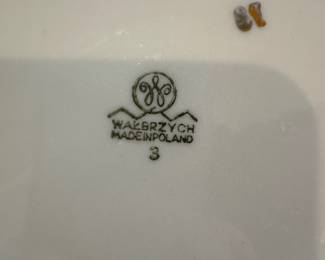 W
WAŁBRZYCH
MADE IN POLAND
3